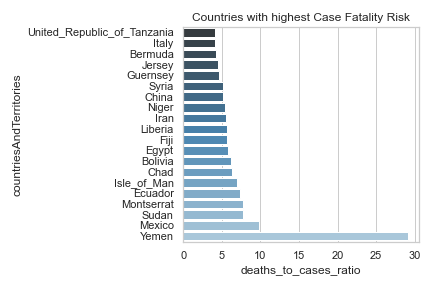 Countries with highest Case Fatality Risk
United_Republic_of_Tanzania
Italy
Bermuda
Jersey
Guernsey
Syria
China
Niger
Iran
Liberia
Fiji
Egypt
Bolivia
Chad
Isle_of_Man
Ecuador
Montserrat
Sudan
Mexico
Yemen
countriesAndTerritories
0 5 10 15 20 25 30
deaths_to_cases_ratio